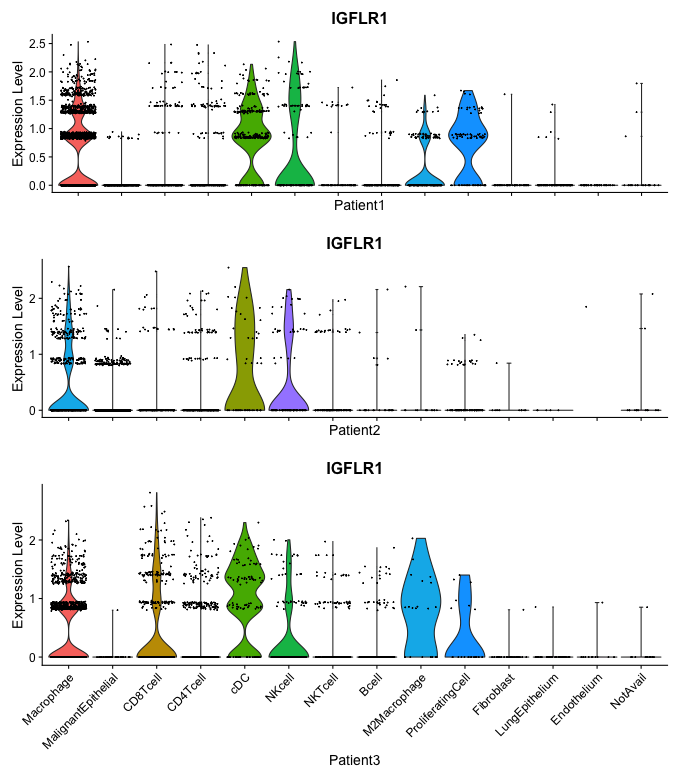 IGFLR1
Expression Level
2.5
2.0
1.5
1.0
0.5
0.0
Patient1
IGFLR1
Expression Level
2
1
0
Patient2
IGFLR1
Expression Level
2
1
0
Macrophage
MalignantEpithelial
CD8Tcell
CD4Tcell
cDC
NKcell
NKTcell
Bcell
M2Macrophage
ProliferatingCell
Fibroblast
LungEpithelium
Endothelium
NotAvail
Patient3